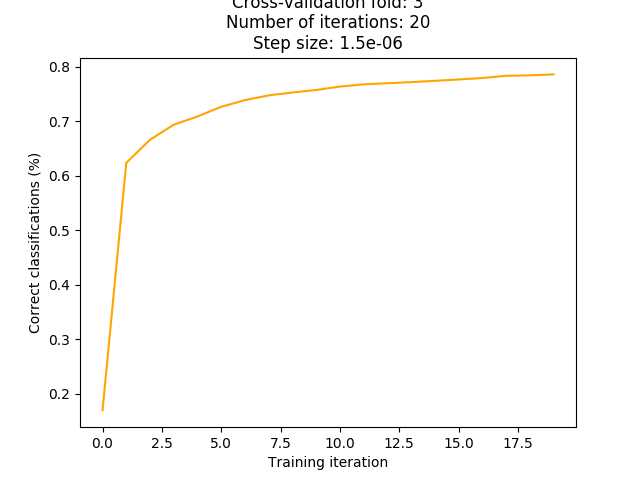 Cross-validation fold: 3
Number of iterations: 20
Step size: 1.5e-06
0.8
0.7
0.6
0.5
0.4
0.3
0.2
Correct classifications (%)
0.0 2.5 5.0 7.5 10.0 12.5 15.0 17.5
Training iteration